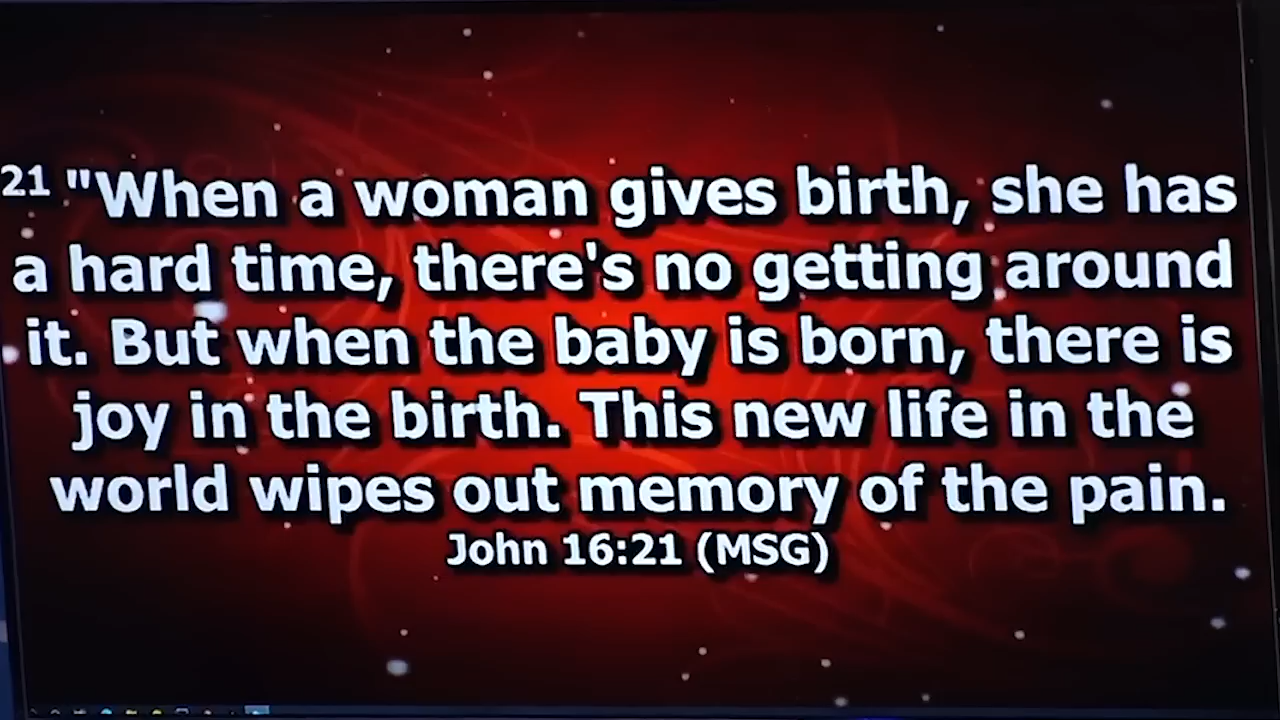 21 "When a woman gives birth, she has
a hard time, there's no getting around
it. But when the baby is born, there is
joy in the birth. This new life in the
world wipes out memory of the pain.
John 16:21 (MSG)